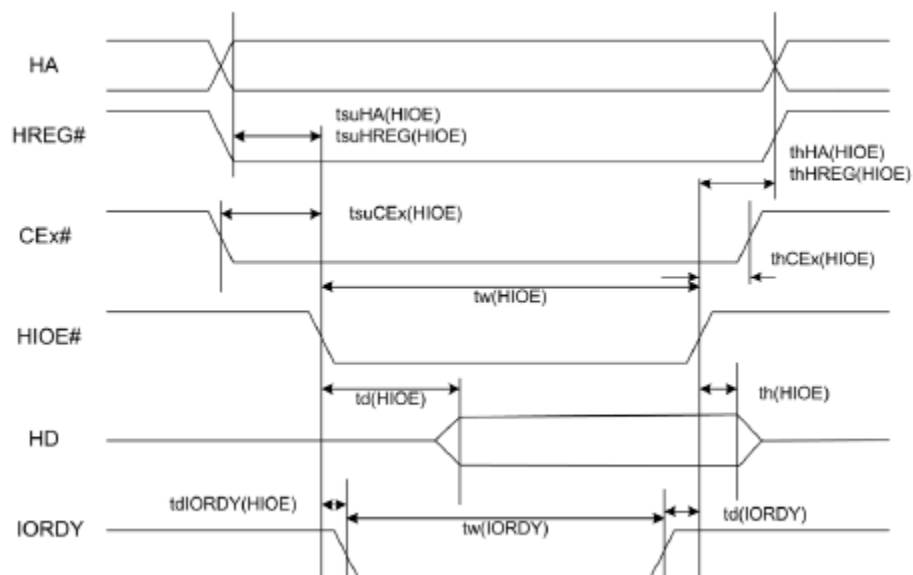 HA
tsuHA(HIOE)
HREG#
tsuHREG(HIOE)
thHA(HIOE)
thHREG(HIOE)
tsuCEx(HIOE)
CEx#
thCEx(HIOE)
tw(HIOE)
HIOE#
td(HIOE)
th(HIOE)
HD
tdIORDY(HIOE)
tw(IORDY)
td(IORDY)
IORDY